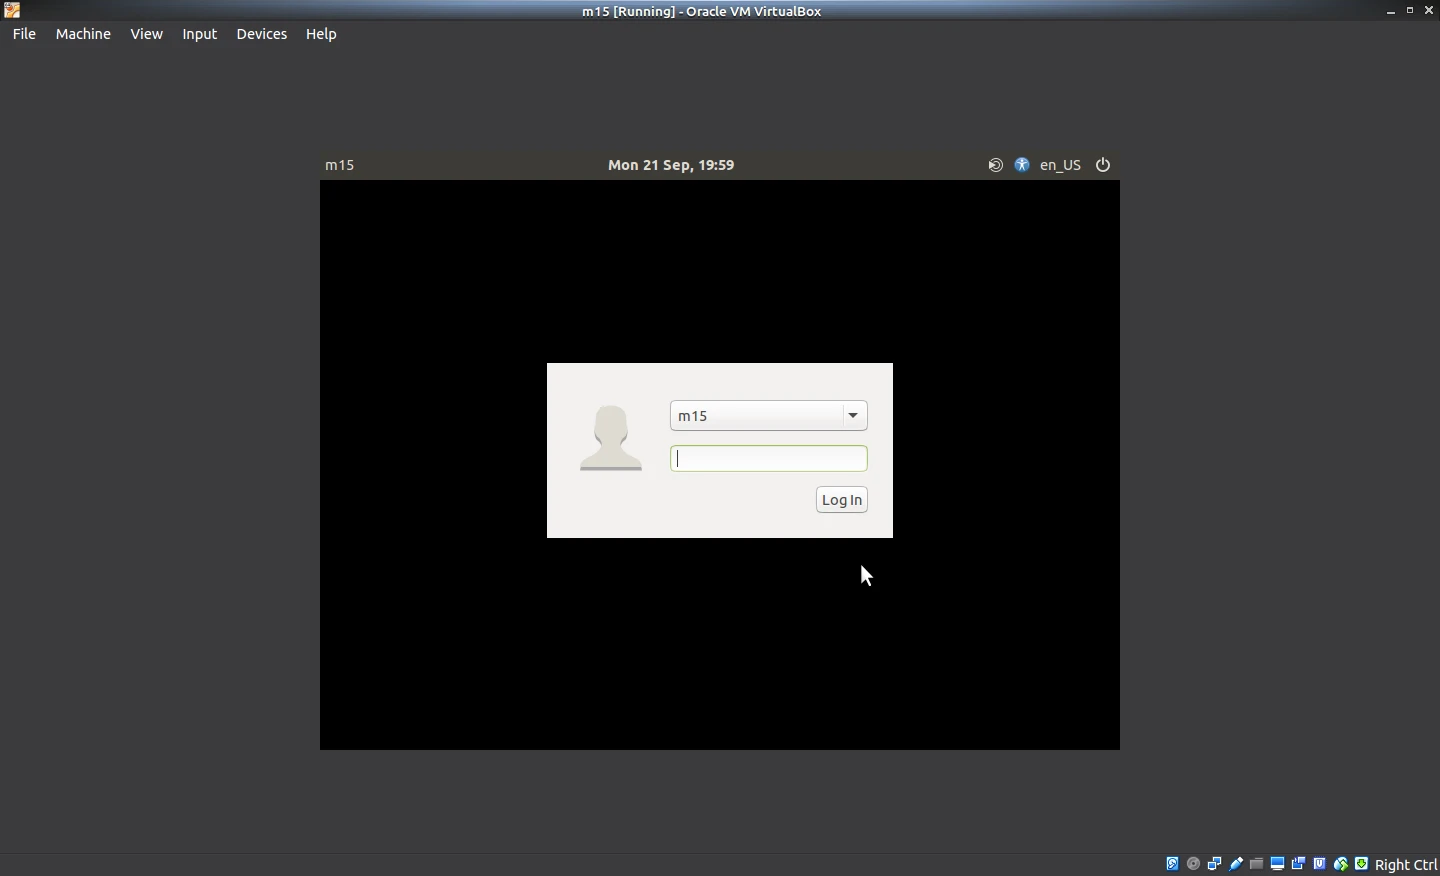 m15 [Running] - Oracle VM VirtualBox
File Machine View Input Devices Help
m15 Mon 21 Sep, 19:59 en_US
m15
Log In
Right Ctrl